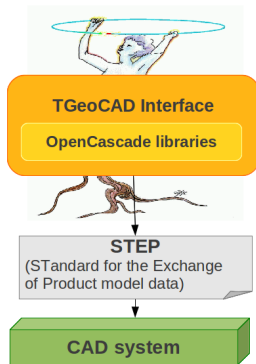 TGeoCAD Interface
OpenCascade libraries
STEP
(STandard for the Exchange
of Product model data)
CAD system